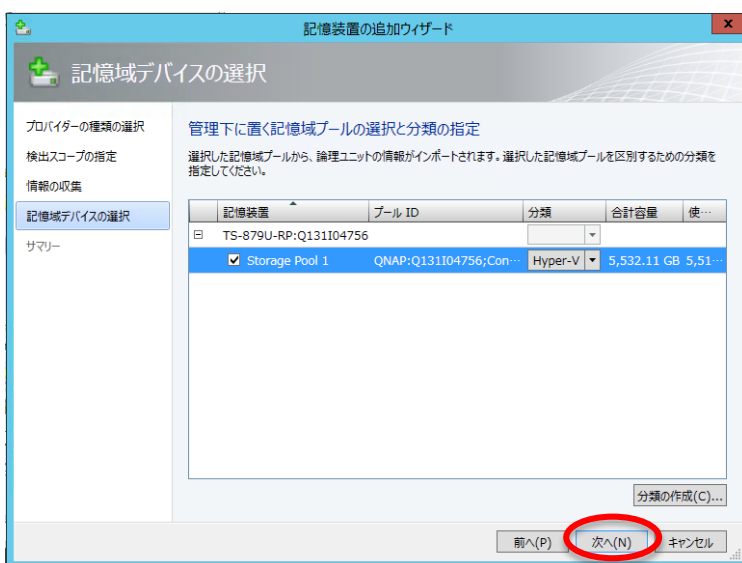 記憶装置の追加ウィザード
x
記憶域デバイスの選択
プロバイダーの種類の選択
検出スコープの指定
情報の収集
記憶域デバイスの選択
サマリー
管理下に置く記憶域プールの選択と分類の指定
選択した記憶域プールから、論理ユニットの情報がインポートされます。選択した記憶域プールを区別するための分類を
指定してください。
記憶装置 プール ID 分類 合計容量 使…
TS-879U-RP:Q131I04756
Storage Pool 1 QNAP:Q131I04756;Con… Hyper-V 5,532.11 GB 5,51…
分類の作成(C)...
前へ(P) 次へ(N) キャンセル